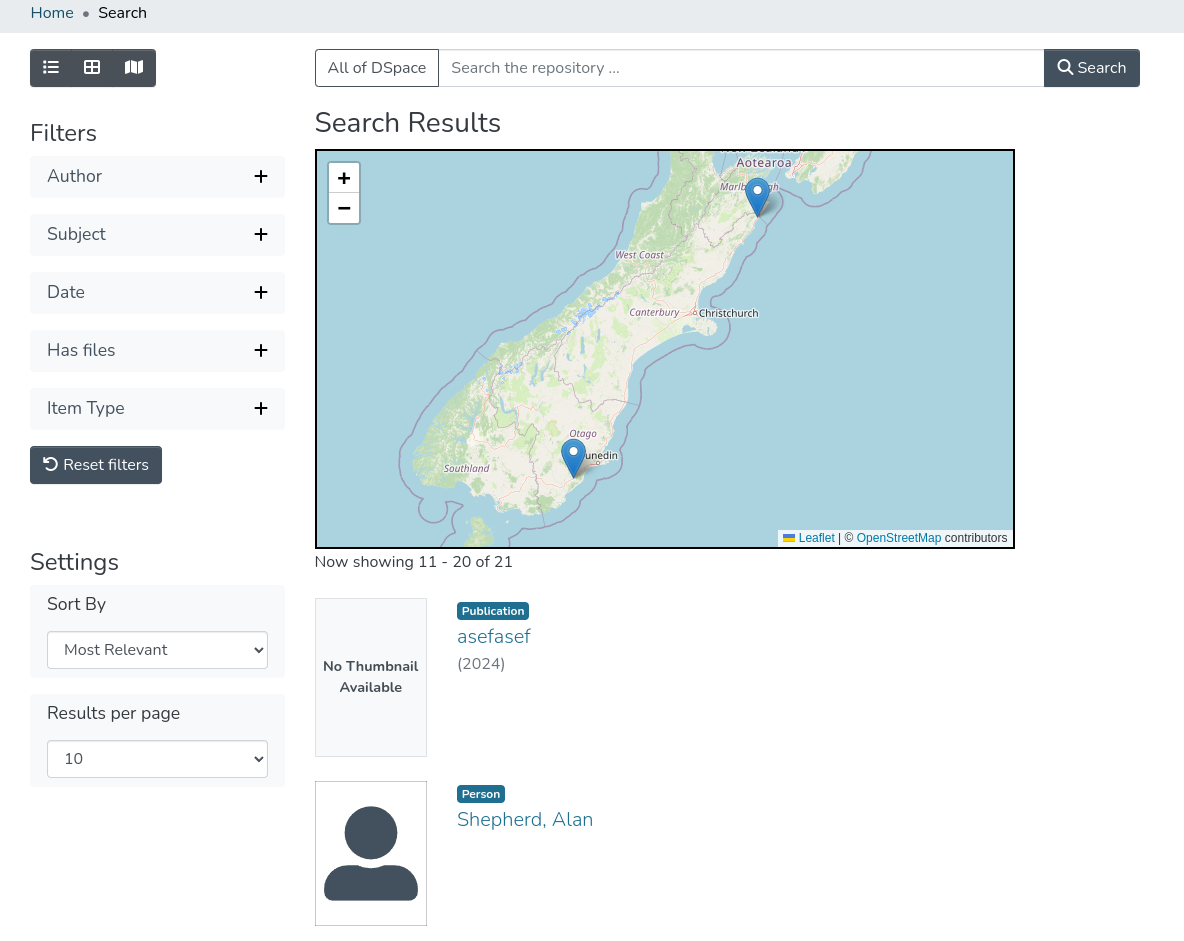 Home • Search
All of DSpace
Search the repository ...
Search
Filters
Author
Subject
Date
Has files
Item Type
Reset filters
Settings
Sort By
Most Relevant
Results per page
10
Search Results
+
−
Aotearoa
West Coast
Canterbury
Christchurch
Otago
Southland
Leaflet | © OpenStreetMap contributors
Now showing 11 - 20 of 21
No Thumbnail
Available
Publication
asefasef
(2024)
Person
Shepherd, Alan